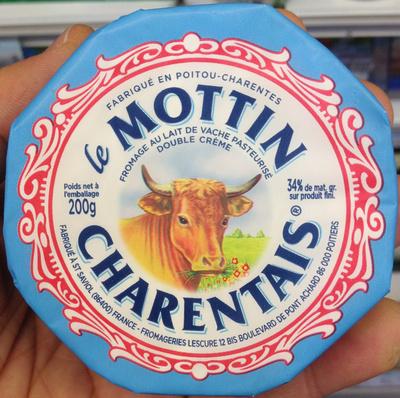 FABRIQUÉ EN POITOU-CHARENTES
le MOTTIN
FROMAGE AU LAIT DE VACHE PASTEURISÉ
DOUBLE CRÈME
Poids net à
l'emballage
200g
34% de mat. gr.
sur produit fini.
CHARENTAIS®
FABRIQUÉ À ST SAVIOL (86400) FRANCE - FROMAGERIES LESCURE 12 BIS BOULEVARD DE PONT ACHARD 86 000 POITIERS